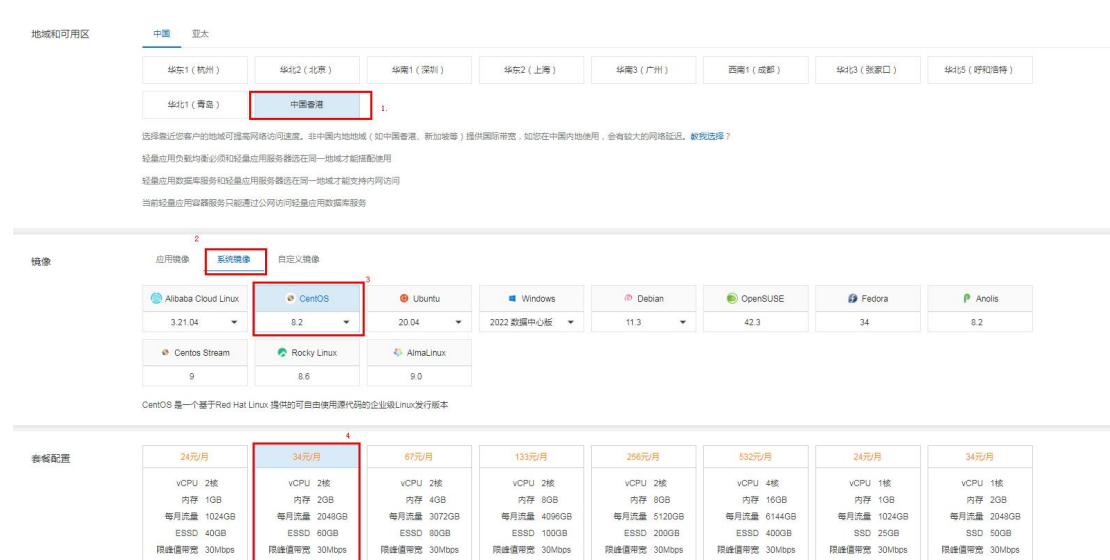 地域和可用区 中国 亚太
华东1（杭州） 华北2（北京） 华南1（深圳） 华东2（上海） 华南3（广州） 西南1（成都） 华北3（张家口） 华北5（呼和浩特）
华北1（青岛） 中国香港 1.
选择靠近您客户的地域可提高网络访问速度。非中国内地地域（如中国香港、新加坡等）提供国际带宽，如您在中国内地使用，会有较大的网络延迟。教我选择？
轻量应用负载均衡必须和轻量应用服务器选在同一地域才能搭配使用
轻量应用数据库服务和轻量应用服务器选在同一地域才能支持内网访问
当前轻量应用容器服务只能通过公网访问轻量应用数据库服务
2
镜像 应用镜像 系统镜像 自定义镜像
3
Alibaba Cloud Linux CentOS Ubuntu Windows Debian OpenSUSE Fedora Anolis
3.21.04 8.2 20.04 2022 数据中心版 11.3 42.3 34 8.2
Centos Stream Rocky Linux AlmaLinux
9 8.6 9.0
CentOS 是一个基于Red Hat Linux 提供的可自由使用源代码的企业级Linux发行版本
4
套餐配置 24元/月 34元/月 67元/月 133元/月 256元/月 532元/月 24元/月 34元/月
vCPU 2核 vCPU 2核 vCPU 2核 vCPU 2核 vCPU 2核 vCPU 4核 vCPU 1核 vCPU 1核
内存 1GB 内存 2GB 内存 4GB 内存 8GB 内存 8GB 内存 16GB 内存 1GB 内存 2GB
每月流量 1024GB 每月流量 2048GB 每月流量 3072GB 每月流量 4096GB 每月流量 5120GB 每月流量 6144GB 每月流量 1024GB 每月流量 2048GB
ESSD 40GB ESSD 60GB ESSD 80GB ESSD 100GB ESSD 200GB ESSD 400GB SSD 25GB SSD 50GB
限峰值带宽 30Mbps 限峰值带宽 30Mbps 限峰值带宽 30Mbps 限峰值带宽 30Mbps 限峰值带宽 30Mbps 限峰值带宽 30Mbps 限峰值带宽 30Mbps 限峰值带宽 30Mbps